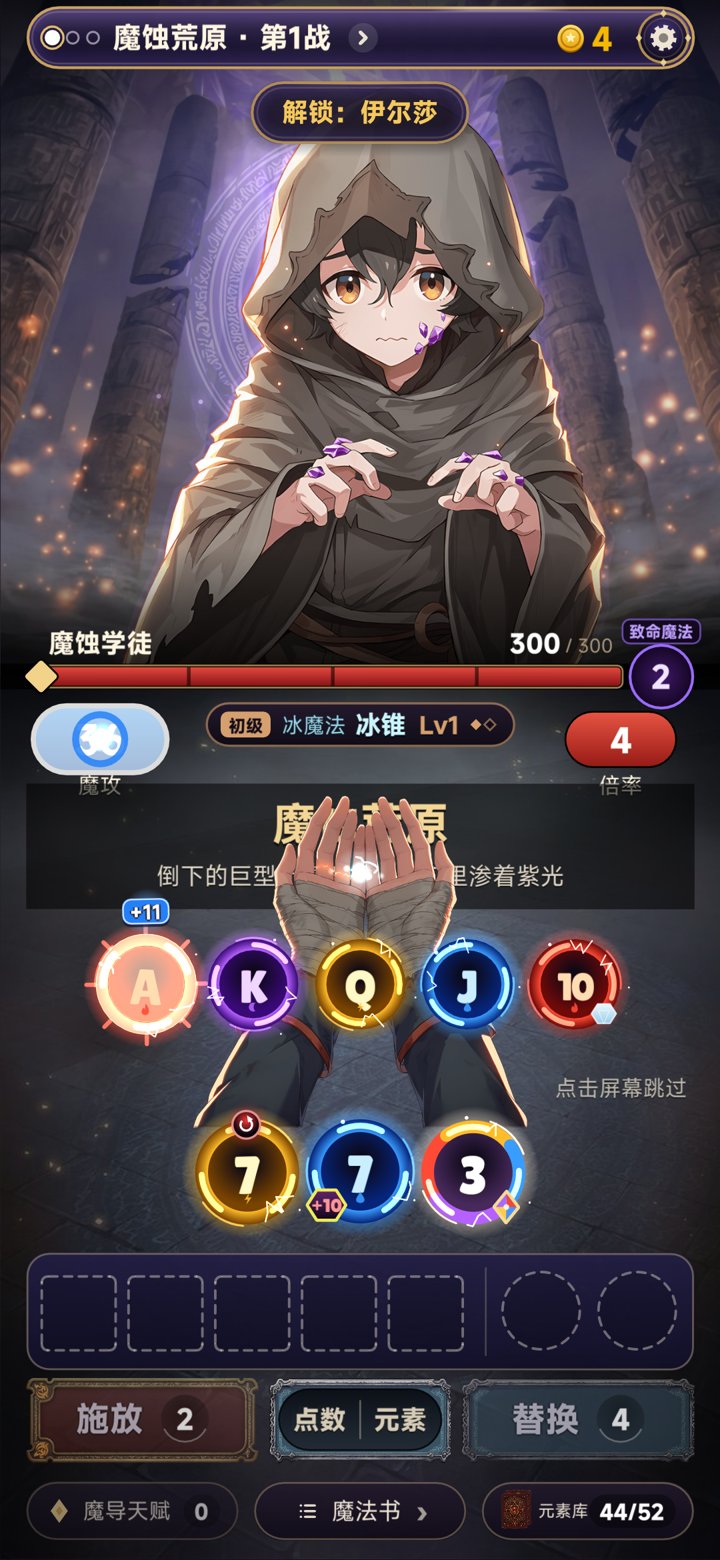 魔蚀荒原 · 第1战
4
解锁：伊尔莎
魔蚀学徒
300 / 300
致命魔法
2
初级 冰魔法 冰锥 Lv1
4
魔攻
倍率
魔 原
倒下的巨型 里渗着紫光
+11
A K Q J 10
点击屏幕跳过
7 7 3
+10
施放 2
点数 | 元素
替换 4
魔导天赋 0
魔法书
元素库 44/52